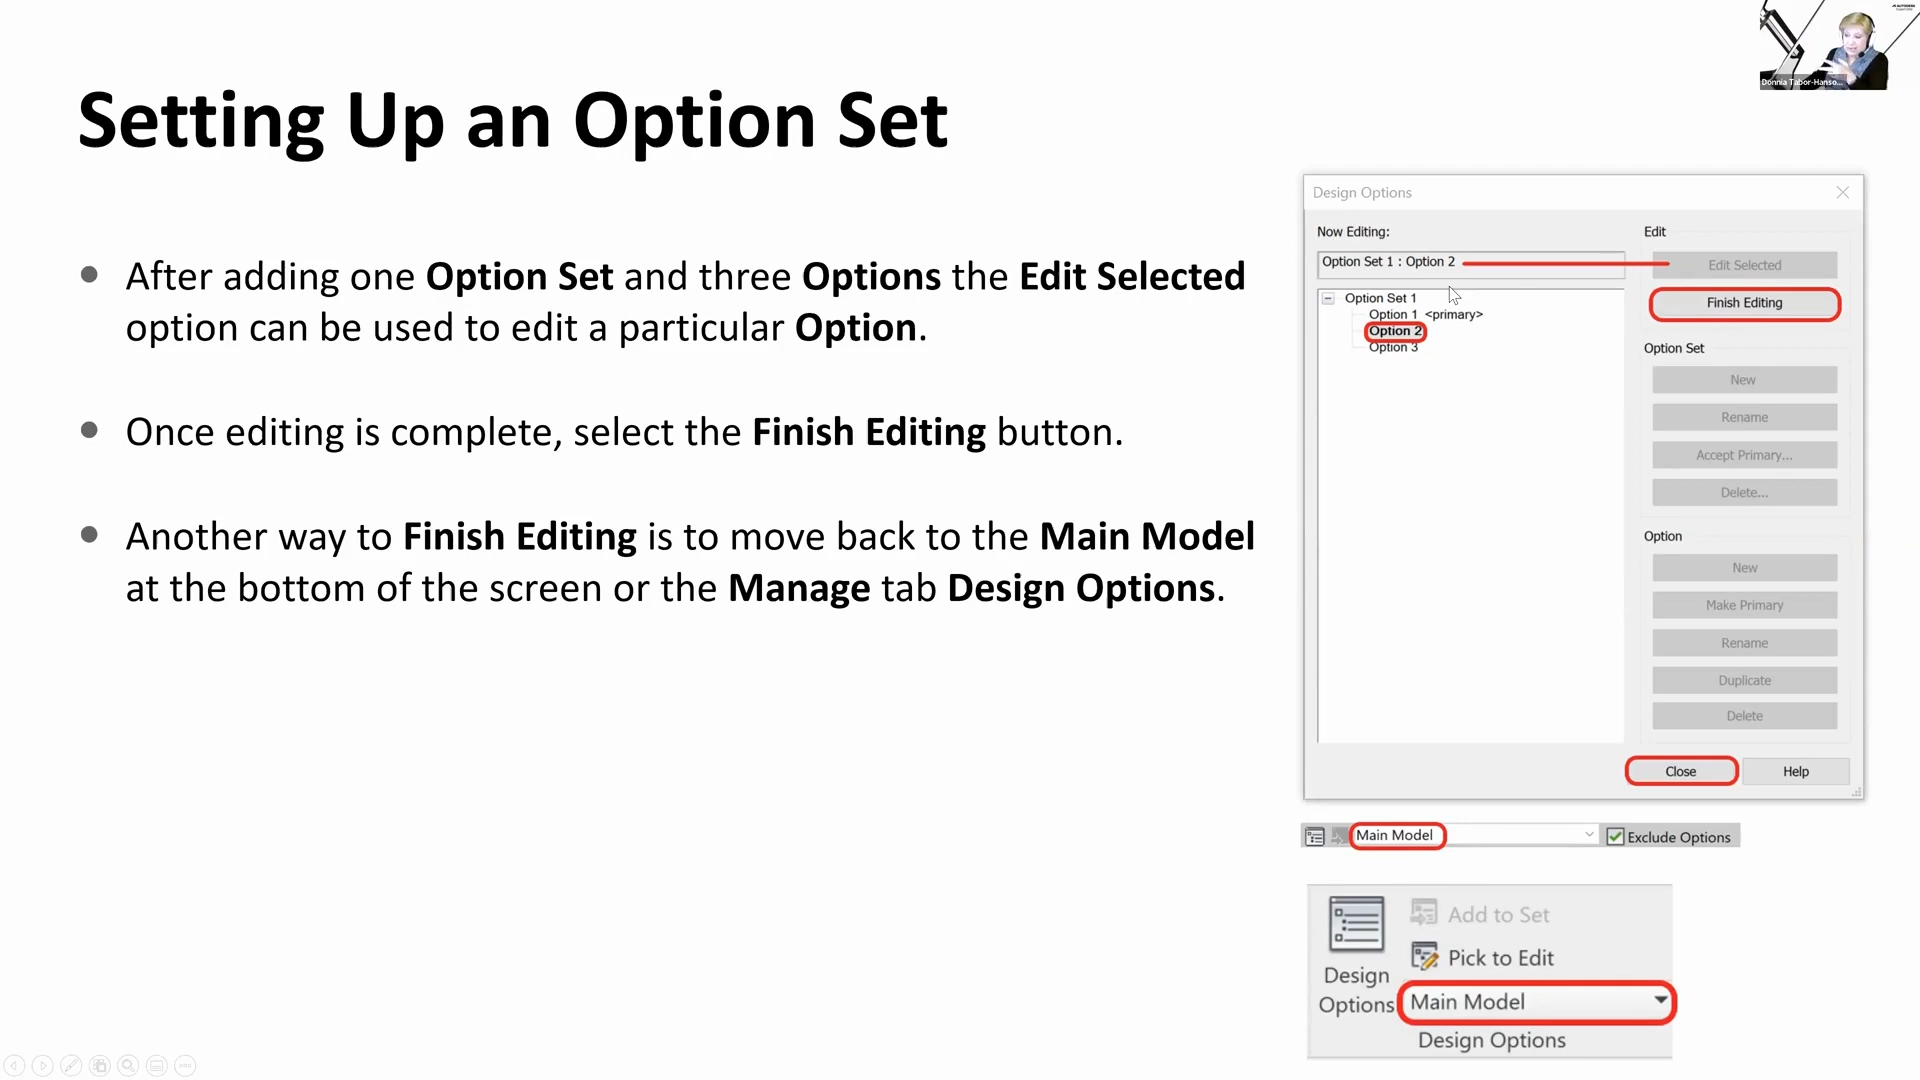 Donnia Tabor-Hanso...
Setting Up an Option Set
After adding one Option Set and three Options the Edit Selected
option can be used to edit a particular Option.
Once editing is complete, select the Finish Editing button.
Another way to Finish Editing is to move back to the Main Model
at the bottom of the screen or the Manage tab Design Options.
Design Options
Now Editing:
Option Set 1 : Option 2
Option Set 1
Option 1 <primary>
Option 2
Option 3
Edit
Edit Selected
Finish Editing
Option Set
New
Rename
Accept Primary...
Delete...
Option
New
Make Primary
Rename
Duplicate
Delete
Close
Help
Main Model
Exclude Options
Design
Options
Add to Set
Pick to Edit
Main Model
Design Options